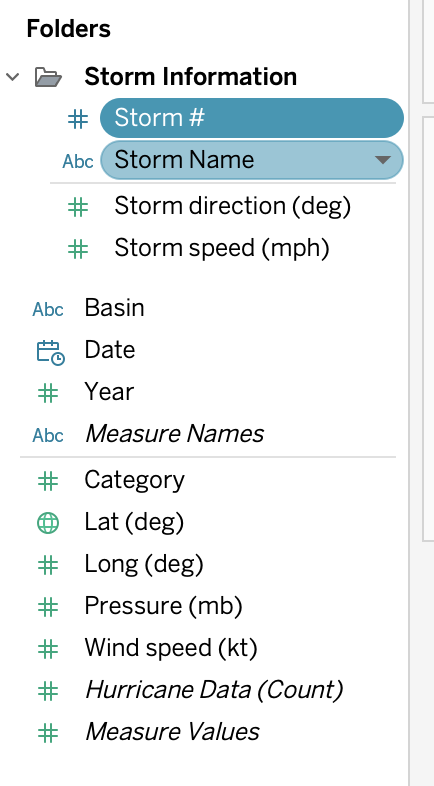 Folders
Storm Information
Storm #
Abc Storm Name
Storm direction (deg)
Storm speed (mph)
Abc Basin
Date
Year
Abc Measure Names
Category
Lat (deg)
Long (deg)
Pressure (mb)
Wind speed (kt)
Hurricane Data (Count)
Measure Values